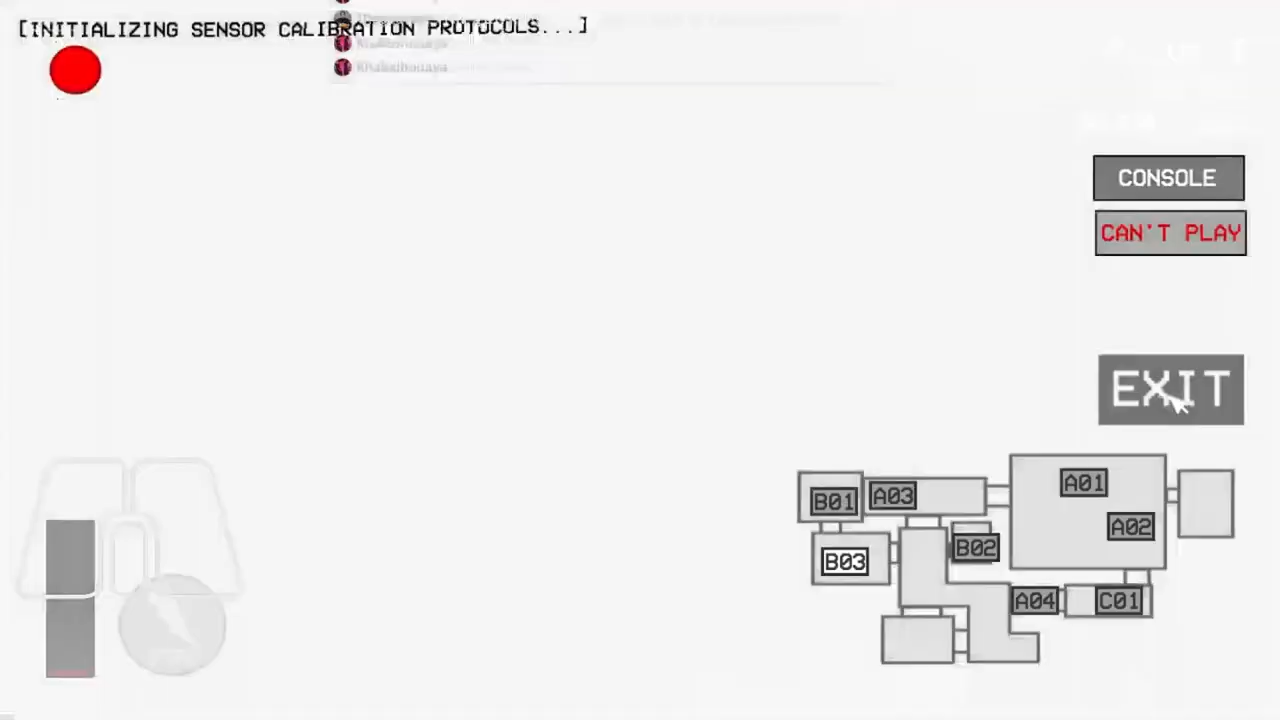 [INITIALIZING SENSOR CALIBRATION PROTOCOLS...]
CONSOLE
CAN'T PLAY
EXIT
A01
B01
A03
A02
B02
B03
A04
C01